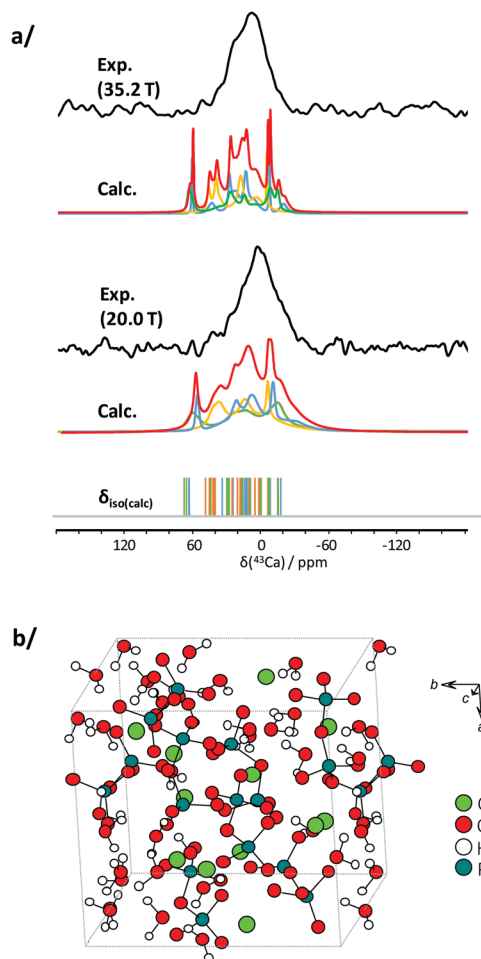 a/
Exp.
(35.2 T)
Calc.
Exp.
(20.0 T)
Calc.
δiso(calc)
120 60 0 -60 -120
δ(⁴³Ca) / ppm
b/
b
c
a